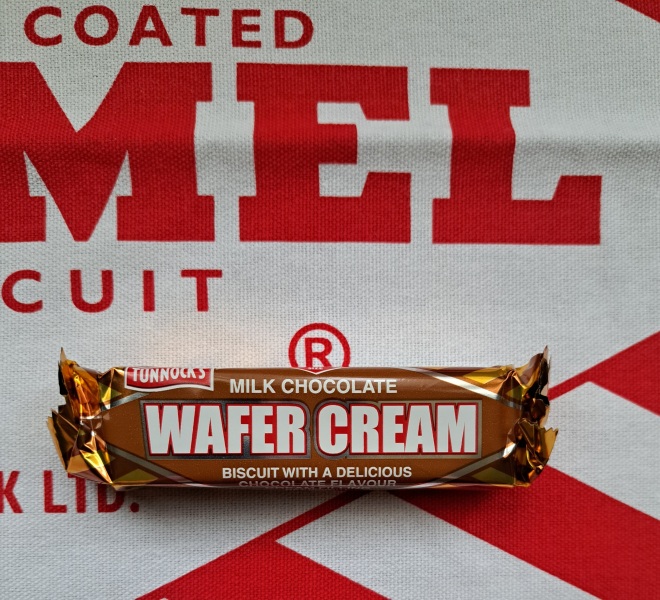 COATED
MEL
CUIT
®
TUNNOCK'S
MILK CHOCOLATE
WAFER CREAM
BISCUIT WITH A DELICIOUS
CHOCOLATE FLAVOUR
K LTD.